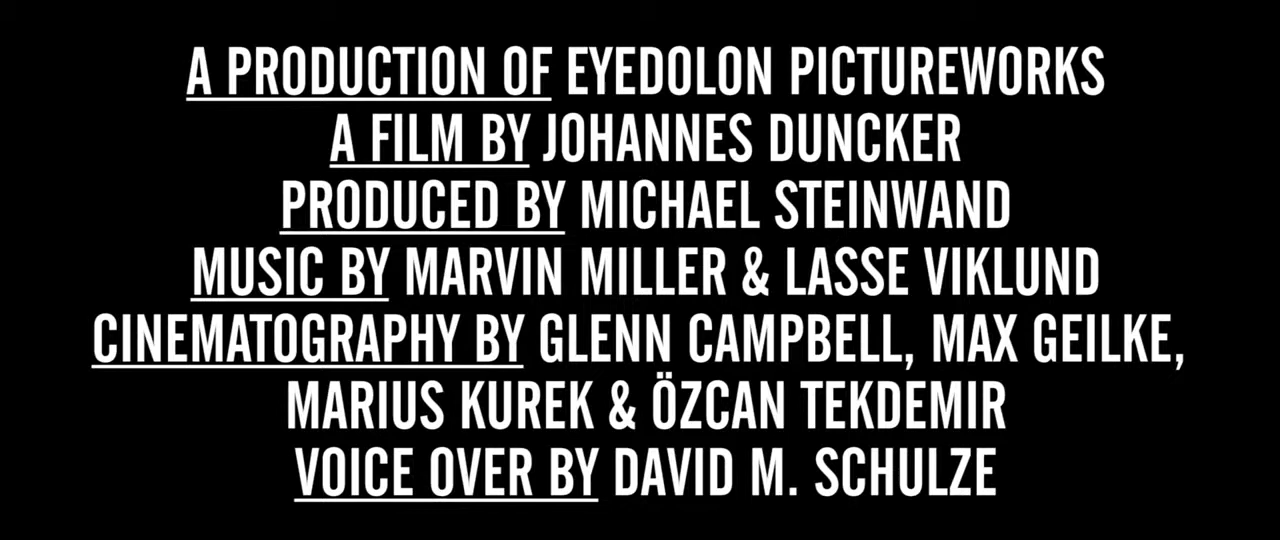 A PRODUCTION OF EYEDOLON PICTUREWORKS
A FILM BY JOHANNES DUNCKER
PRODUCED BY MICHAEL STEINWAND
MUSIC BY MARVIN MILLER & LASSE VIKLUND
CINEMATOGRAPHY BY GLENN CAMPBELL, MAX GEILKE,
MARIUS KUREK & ÖZCAN TEKDEMIR
VOICE OVER BY DAVID M. SCHULZE